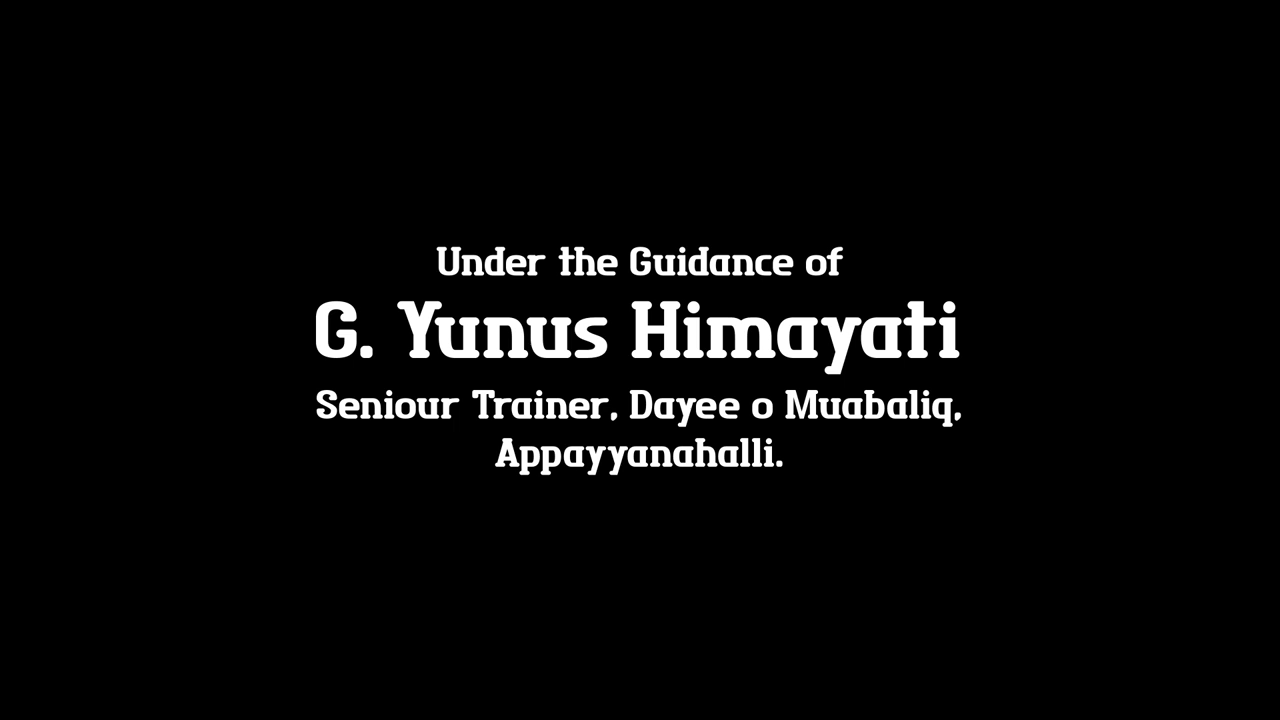 Under the Guidance of
G. Yunus Himayati
Seniour Trainer, Dayee o Muabaliq,
Appayyanahalli.